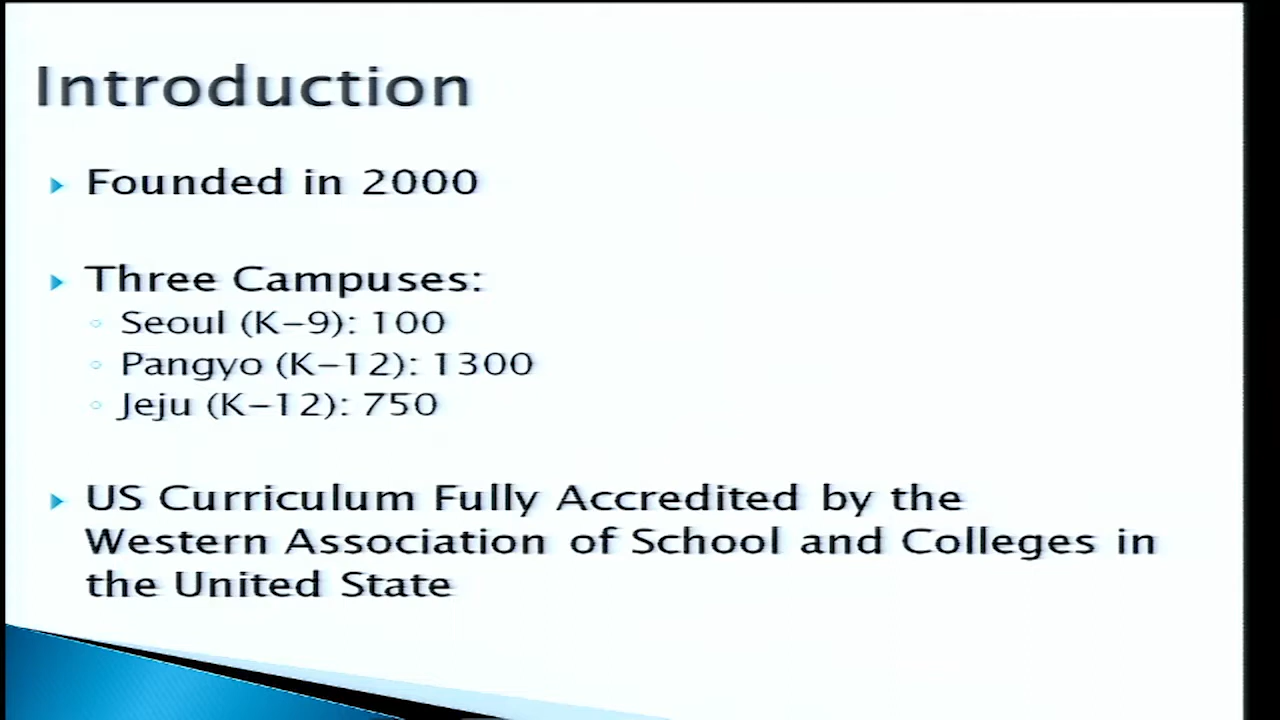 Introduction
Founded in 2000
Three Campuses:
Seoul (K-9): 100
Pangyo (K-12): 1300
Jeju (K-12): 750
US Curriculum Fully Accredited by the
Western Association of School and Colleges in
the United State